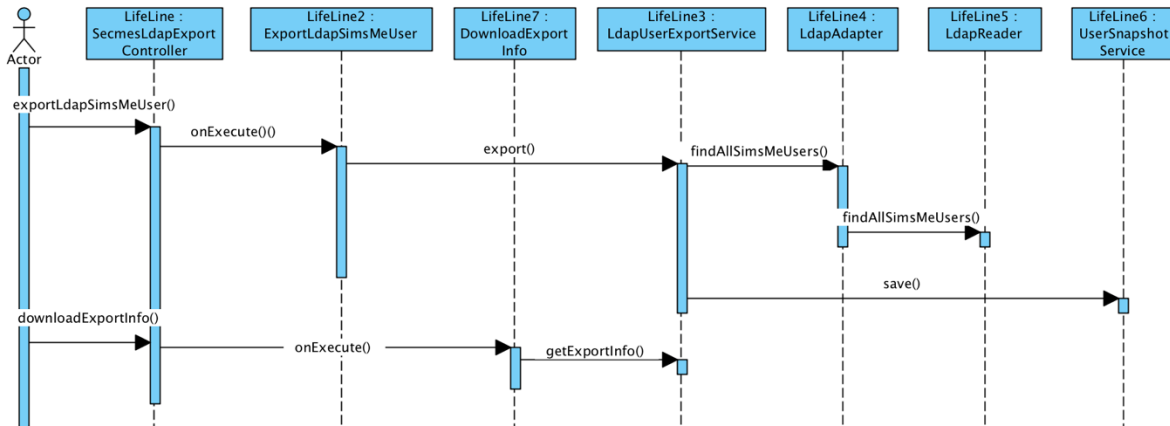 LifeLine :
SecmesLdapExport
Controller
LifeLine2 :
ExportLdapSimsMeUser
LifeLine7 :
DownloadExport
Info
LifeLine3 :
LdapUserExportService
LifeLine4 :
LdapAdapter
LifeLine5 :
LdapReader
LifeLine6 :
UserSnapshot
Service
Actor
exportLdapSimsMeUser()
onExecute()()
export()
findAllSimsMeUsers()
findAllSimsMeUsers()
save()
downloadExportInfo()
onExecute()
getExportInfo()